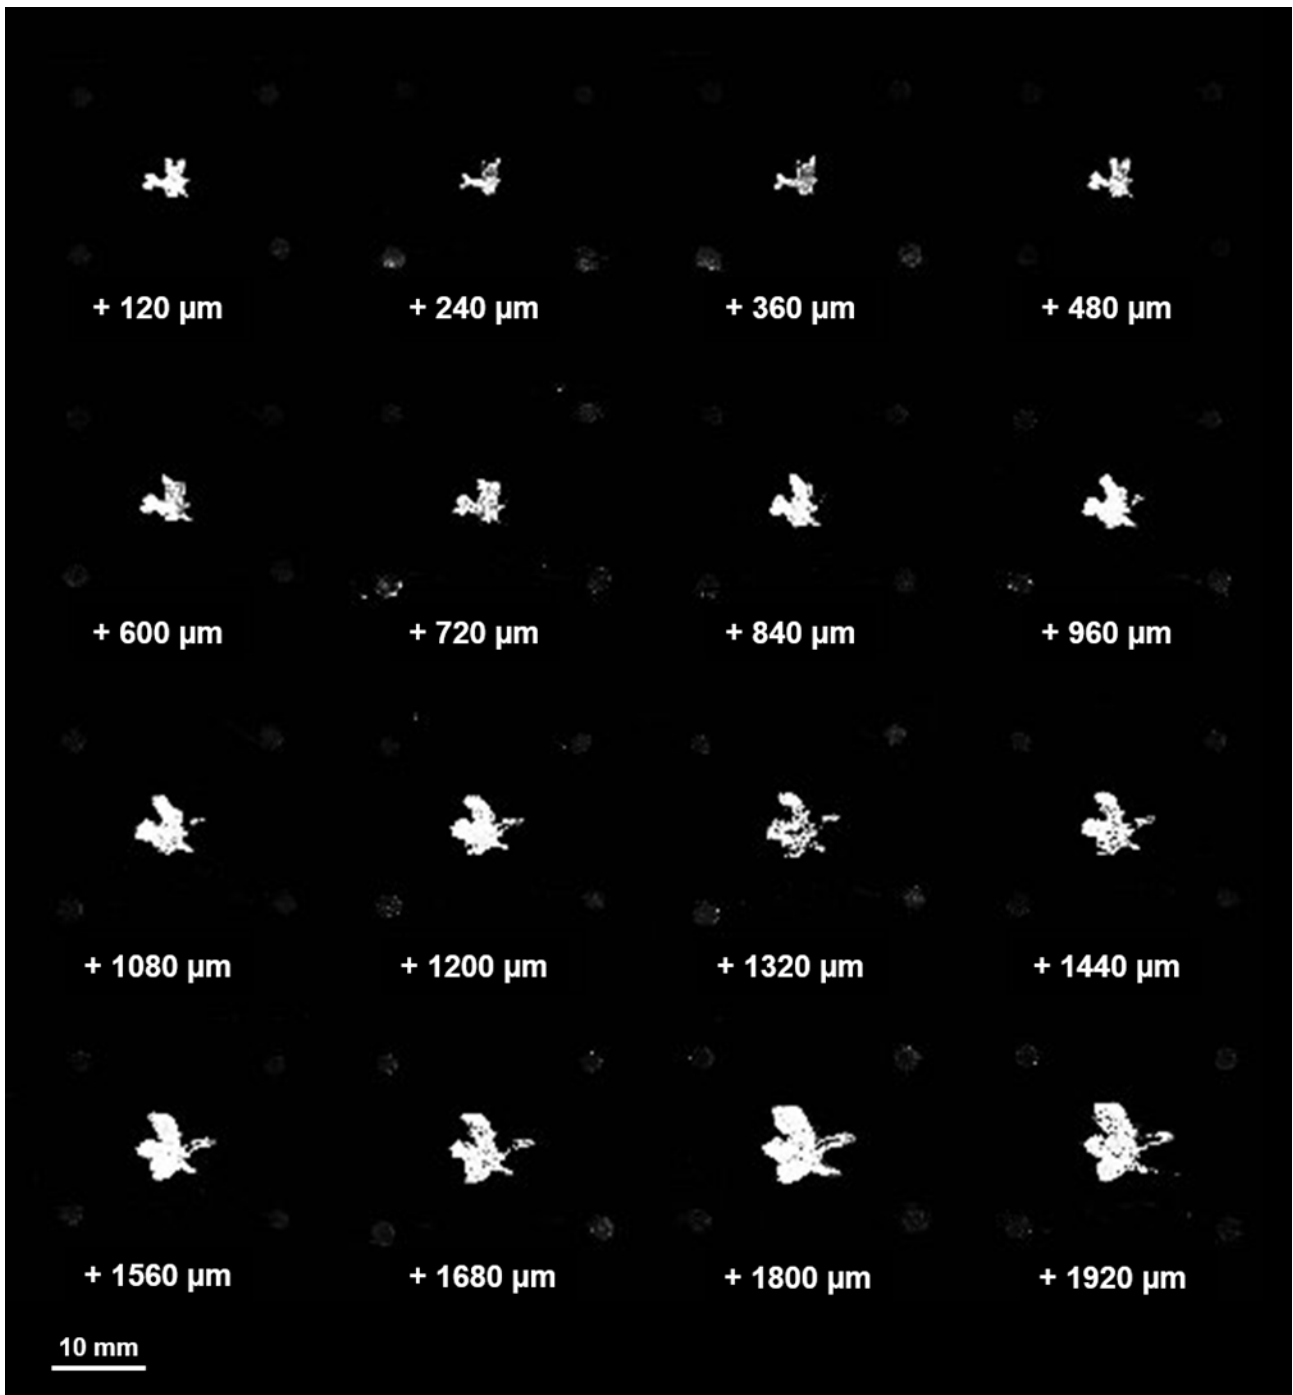 + 120 µm
+ 240 µm
+ 360 µm
+ 480 µm
+ 600 µm
+ 720 µm
+ 840 µm
+ 960 µm
+ 1080 µm
+ 1200 µm
+ 1320 µm
+ 1440 µm
+ 1560 µm
+ 1680 µm
+ 1800 µm
+ 1920 µm
10 mm